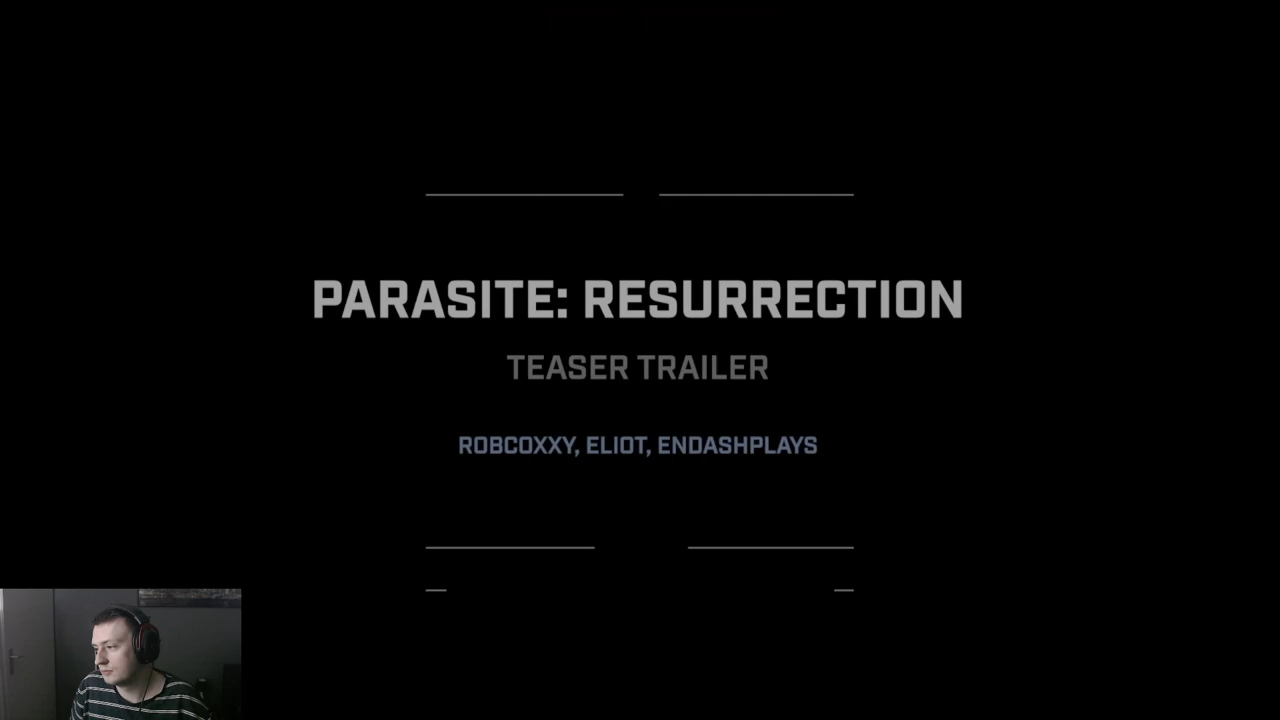 PARASITE: RESURRECTION
TEASER TRAILER
ROBCOXXY, ELIOT, ENDASHPLAYS